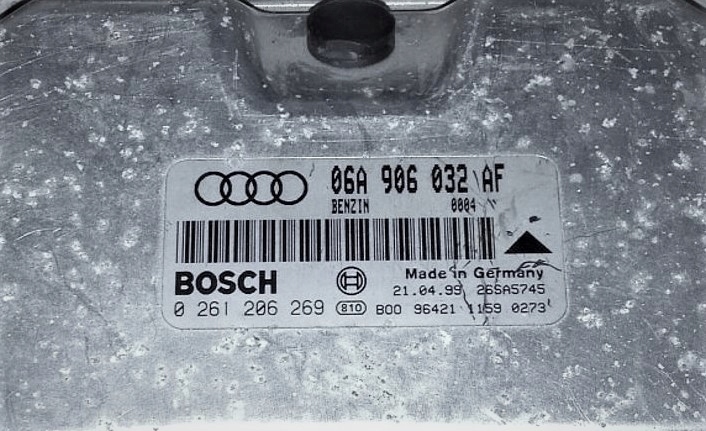 06A 906 032 AF
BENZIN 0004
BOSCH
Made in Germany
21.04.99 26SA5745
0 261 206 269 810 B00 96421 1159 0273